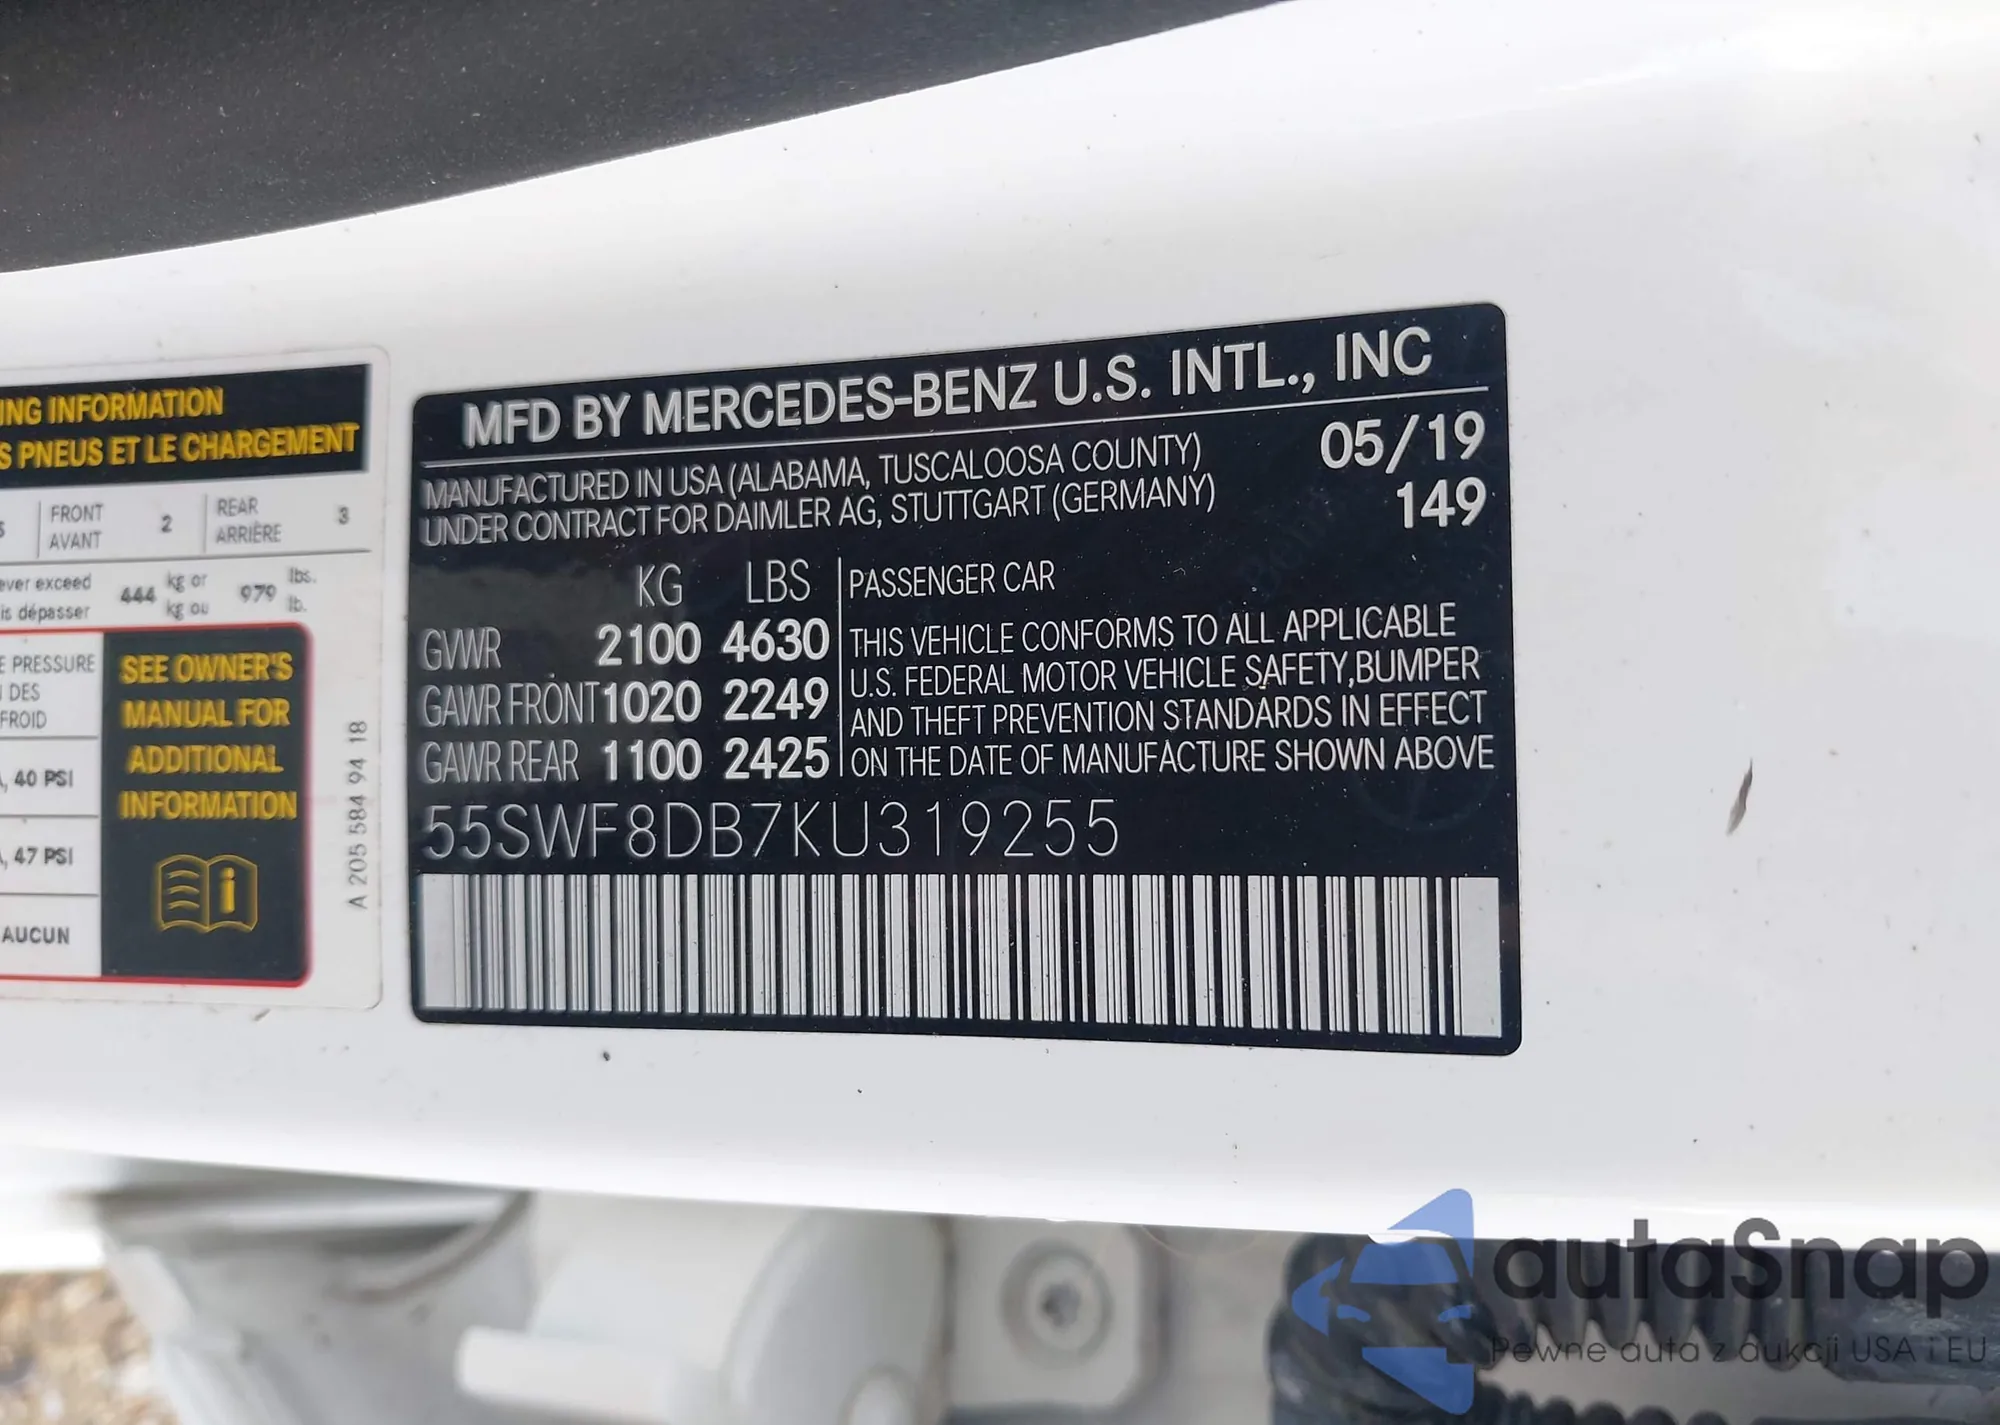 ING INFORMATION
S PNEUS ET LE CHARGEMENT
FRONT
AVANT
2
REAR
ARRIÈRE
3
ever exceed
is dépasser
444
kg or
kg ou
979
lbs.
lb.
E PRESSURE
DES
FROID
, 40 PSI
, 47 PSI
AUCUN
SEE OWNER'S
MANUAL FOR
ADDITIONAL
INFORMATION
A 205 584 94 18
MFD BY MERCEDES-BENZ U.S. INTL., INC
MANUFACTURED IN USA (ALABAMA, TUSCALOOSA COUNTY)
UNDER CONTRACT FOR DAIMLER AG, STUTTGART (GERMANY)
05/19
149
KG LBS
GVWR 2100 4630
GAWR FRONT 1020 2249
GAWR REAR 1100 2425
PASSENGER CAR
THIS VEHICLE CONFORMS TO ALL APPLICABLE
U.S. FEDERAL MOTOR VEHICLE SAFETY,BUMPER
AND THEFT PREVENTION STANDARDS IN EFFECT
ON THE DATE OF MANUFACTURE SHOWN ABOVE
55SWF8DB7KU319255
autaSnap
Pewne auta z aukcji USA i EU